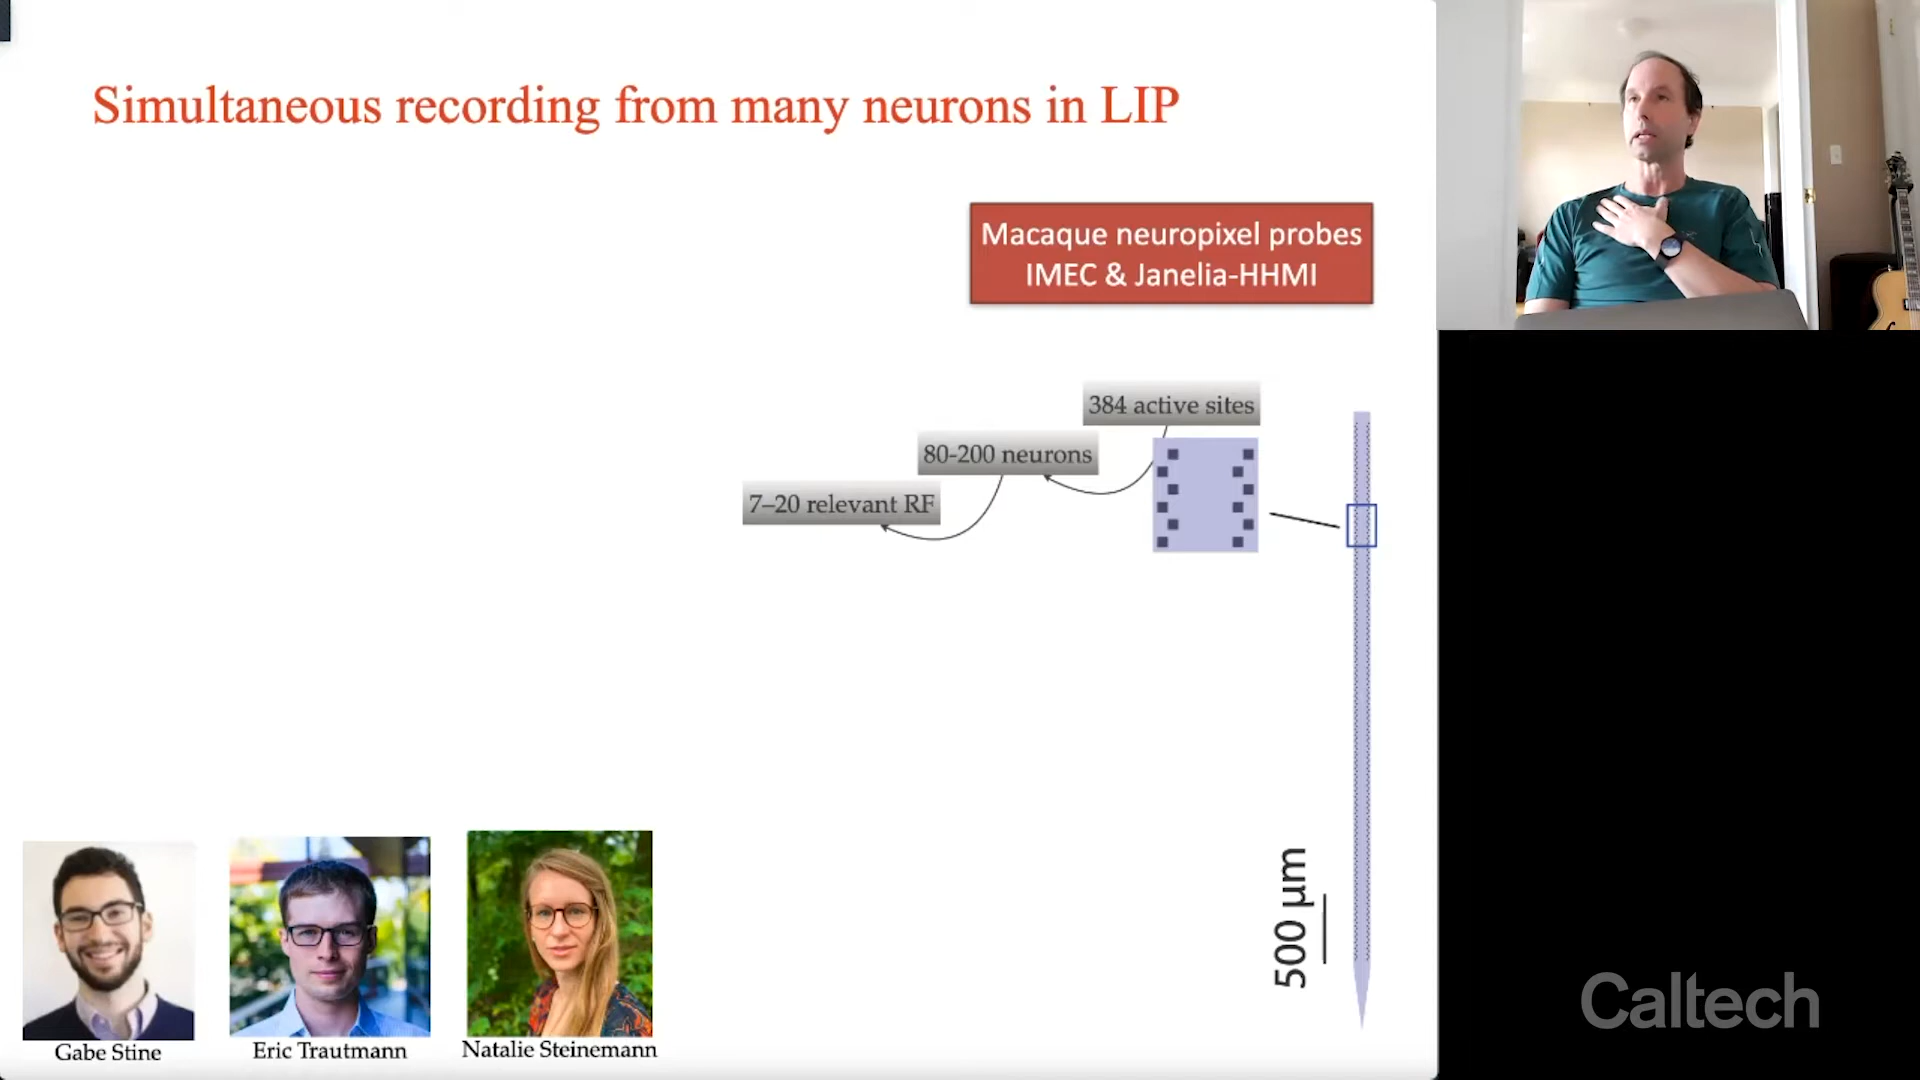 Simultaneous recording from many neurons in LIP
Macaque neuropixel probes
IMEC & Janelia-HHMI
384 active sites
80-200 neurons
7–20 relevant RF
500 µm
Gabe Stine
Eric Trautmann
Natalie Steinemann
Caltech